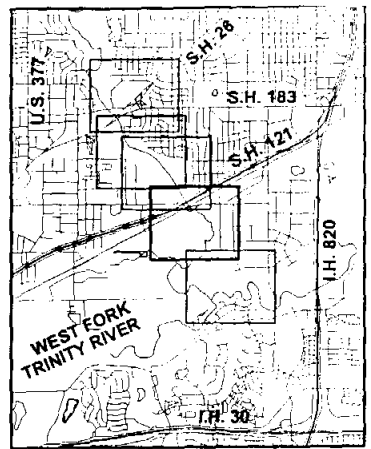 S.H. 26
U.S. 377
S.H. 183
S.H. 121
I.H. 820
WEST FORK
TRINITY RIVER
I.H. 30